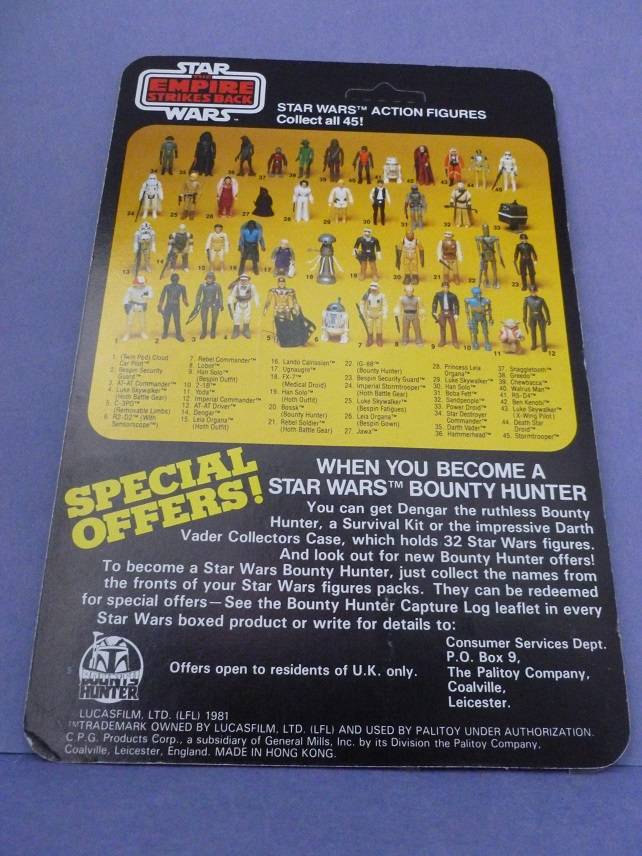 STAR
THE
EMPIRE
STRIKES BACK
WARS™
STAR WARS™ ACTION FIGURES
Collect all 45!
1. (Twin Pod) Cloud
Car Pilot™
2. Bespin Security
Guard™
3. AT-AT Commander™
4. Luke Skywalker™
(Hoth Battle Gear)
5. C-3PO™
(Removable Limbs)
6. R2-D2™ (With
Sensorscope™)
7. Rebel Commander™
8. Lobot™
9. Han Solo™
(Bespin Outfit)
10. 2-1B™
11. Yoda™
12. Imperial Commander™
13. AT-AT Driver™
14. Dengar™
15. Leia Organa™
(Hoth Outfit)
16. Lando Calrissian™
17. Ugnaught™
18. FX-7™
(Medical Droid)
19. Han Solo™
(Hoth Outfit)
20. Bossk™
(Bounty Hunter)
21. Rebel Soldier™
(Hoth Battle Gear)
22. IG-88™
(Bounty Hunter)
23. Bespin Security Guard™
24. Imperial Stormtrooper™
(Hoth Battle Gear)
25. Luke Skywalker™
(Bespin Fatigues)
26. Leia Organa™
(Bespin Gown)
27. Jawa™
28. Princess Leia
Organa™
29. Luke Skywalker™
30. Han Solo™
31. Boba Fett™
32. Sandpeople™
33. Power Droid™
34. Star Destroyer
Commander™
35. Darth Vader™
36. Hammerhead™
37. Snaggletooth™
38. Greedo™
39. Chewbacca™
40. Walrus Man™
41. R5-D4™
42. Ben Kenobi™
43. Luke Skywalker™
(X-Wing Pilot)
44. Death Star
Droid™
45. Stormtrooper™
SPECIAL
OFFERS!
WHEN YOU BECOME A
STAR WARS™ BOUNTY HUNTER
You can get Dengar the ruthless Bounty
Hunter, a Survival Kit or the impressive Darth
Vader Collectors Case, which holds 32 Star Wars figures.
And look out for new Bounty Hunter offers!
To become a Star Wars Bounty Hunter, just collect the names from
the fronts of your Star Wars figures packs. They can be redeemed
for special offers—See the Bounty Hunter Capture Log leaflet in every
Star Wars boxed product or write for details to:
Consumer Services Dept.
P.O. Box 9,
The Palitoy Company,
Coalville,
Leicester.
BOUNTY
HUNTER
Offers open to residents of U.K. only.
LUCASFILM, LTD. (LFL) 1981
™TRADEMARK OWNED BY LUCASFILM, LTD. (LFL) AND USED BY PALITOY UNDER AUTHORIZATION.
C.P.G. Products Corp., a subsidiary of General Mills, Inc. by its Division the Palitoy Company,
Coalville, Leicester, England. MADE IN HONG KONG.